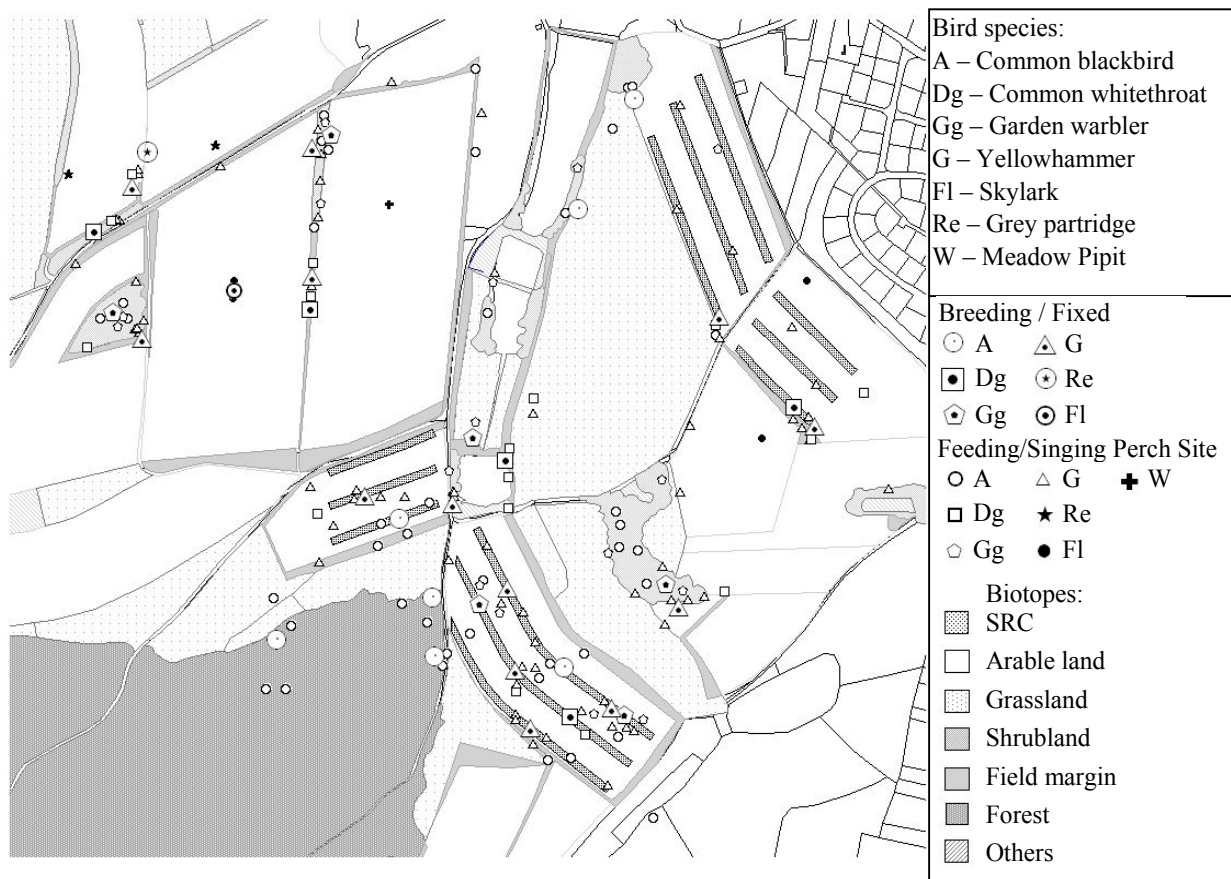 Bird species:
A – Common blackbird
Dg – Common whitethroat
Gg – Garden warbler
G – Yellowhammer
Fl – Skylark
Re – Grey partridge
W – Meadow Pipit
Breeding / Fixed
A G
Dg Re
Gg Fl
Feeding/Singing Perch Site
A G W
Dg Re
Gg Fl
Biotopes:
SRC
Arable land
Grassland
Shrubland
Field margin
Forest
Others